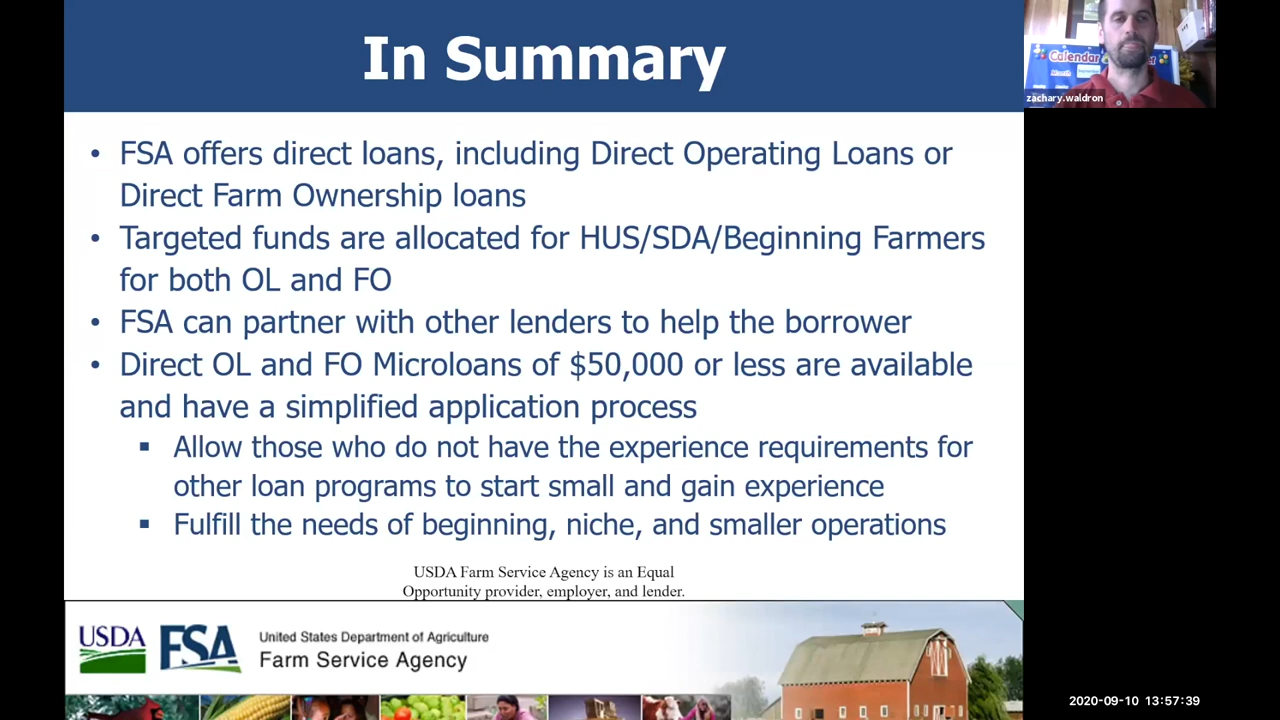 In Summary
• FSA offers direct loans, including Direct Operating Loans or
Direct Farm Ownership loans
• Targeted funds are allocated for HUS/SDA/Beginning Farmers
for both OL and FO
• FSA can partner with other lenders to help the borrower
• Direct OL and FO Microloans of $50,000 or less are available
and have a simplified application process
▪ Allow those who do not have the experience requirements for
other loan programs to start small and gain experience
▪ Fulfill the needs of beginning, niche, and smaller operations
USDA Farm Service Agency is an Equal
Opportunity provider, employer, and lender.
USDA FSA
United States Department of Agriculture
Farm Service Agency
Calendar
zachary.waldron
2020-09-10 13:57:39